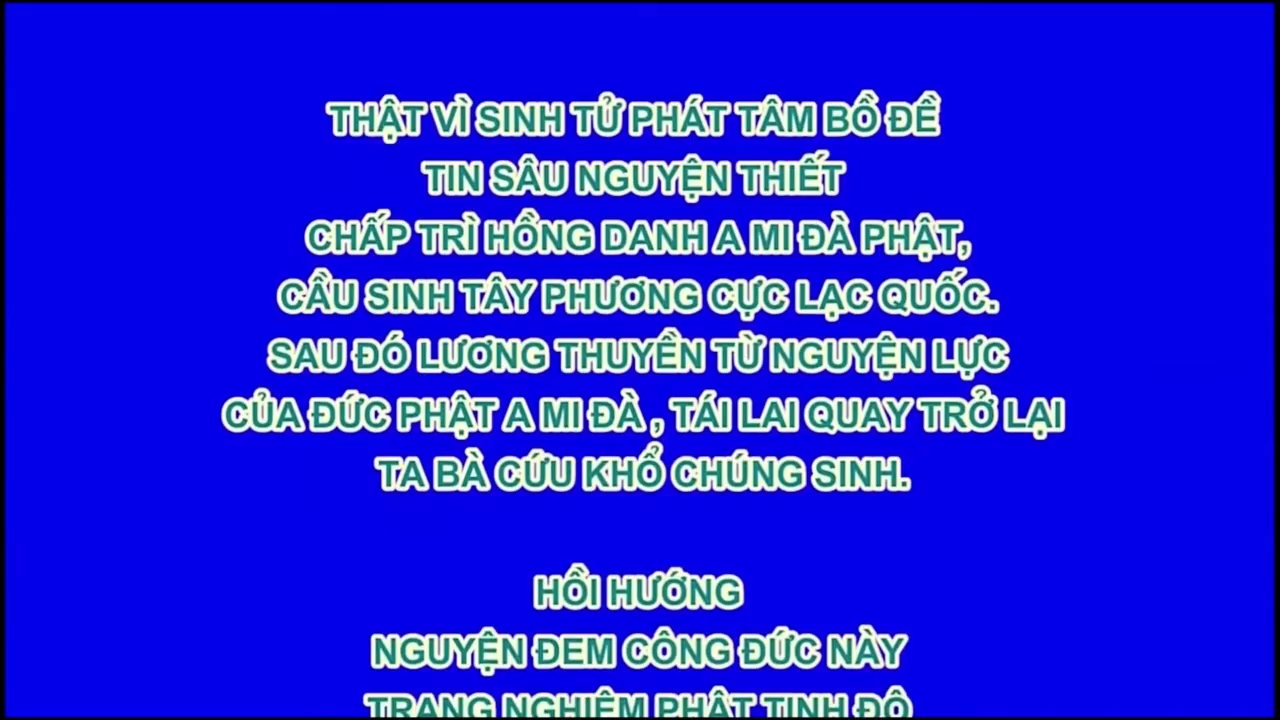 THẬT VÌ SINH TỬ PHÁT TÂM BỒ ĐỀ
TIN SÂU NGUYỆN THIẾT
CHẤP TRÌ HỒNG DANH A MI ĐÀ PHẬT,
CẦU SINH TÂY PHƯƠNG CỰC LẠC QUỐC.
SAU ĐÓ LƯƠNG THUYỀN TỪ NGUYỆN LỰC
CỦA ĐỨC PHẬT A MI ĐÀ , TÁI LAI QUAY TRỞ LẠI
TA BÀ CỨU KHỔ CHÚNG SINH.
HỒI HƯỚNG
NGUYỆN ĐEM CÔNG ĐỨC NÀY
TRANG NGHIÊM PHẬT TỊNH ĐỘ